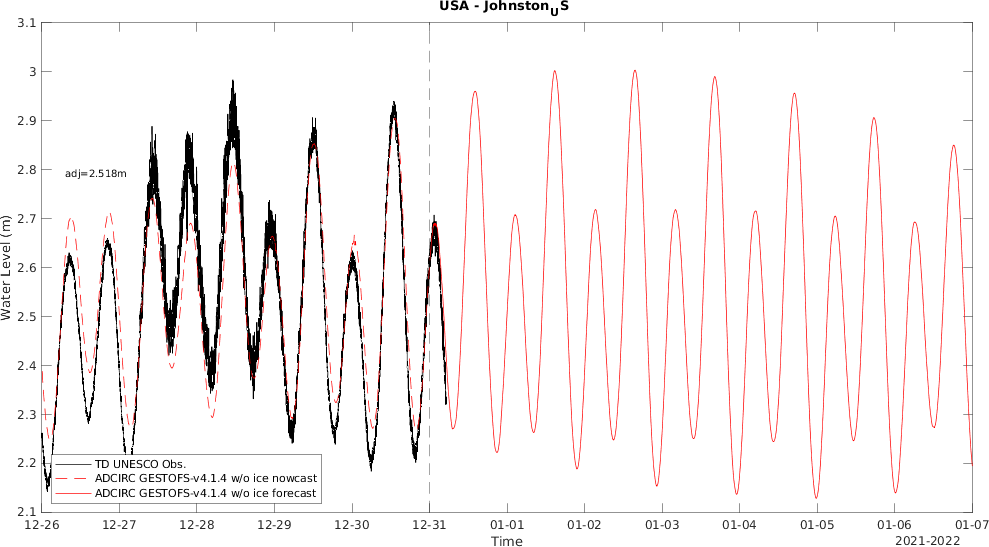 USA - Johnston_US
3.1
3
2.9
2.8
2.7
2.6
2.5
2.4
2.3
2.2
2.1
Water Level (m)
adj=2.518m
TD UNESCO Obs.
ADCIRC GESTOFS-v4.1.4 w/o ice nowcast
ADCIRC GESTOFS-v4.1.4 w/o ice forecast
12-26 12-27 12-28 12-29 12-30 12-31 01-01 01-02 01-03 01-04 01-05 01-06 01-07
Time
2021-2022